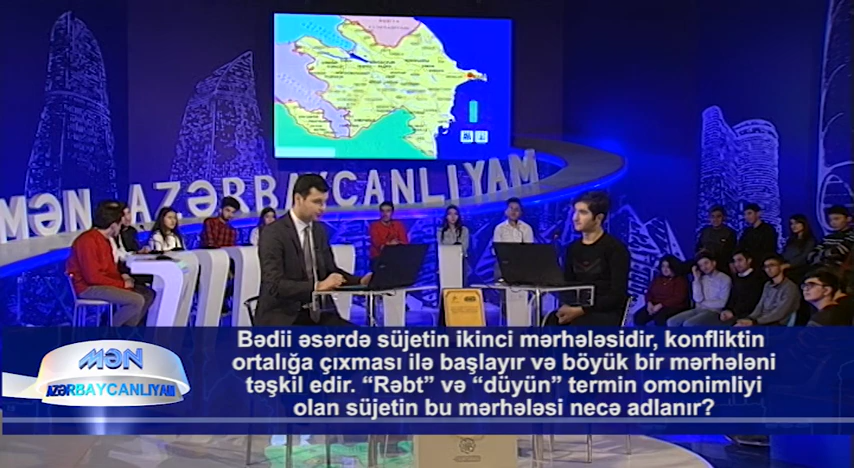 MƏN AZƏRBAYCANLIYAM
Bədii əsərdə süjetin ikinci mərhələsidir, konfliktin
ortalığa çıxması ilə başlayır və böyük bir mərhələni
təşkil edir. “Rəbt” və “düyün” termin omonimliyi
olan süjetin bu mərhələsi necə adlanır?
MƏN
AZƏRBAYCANLIYAM